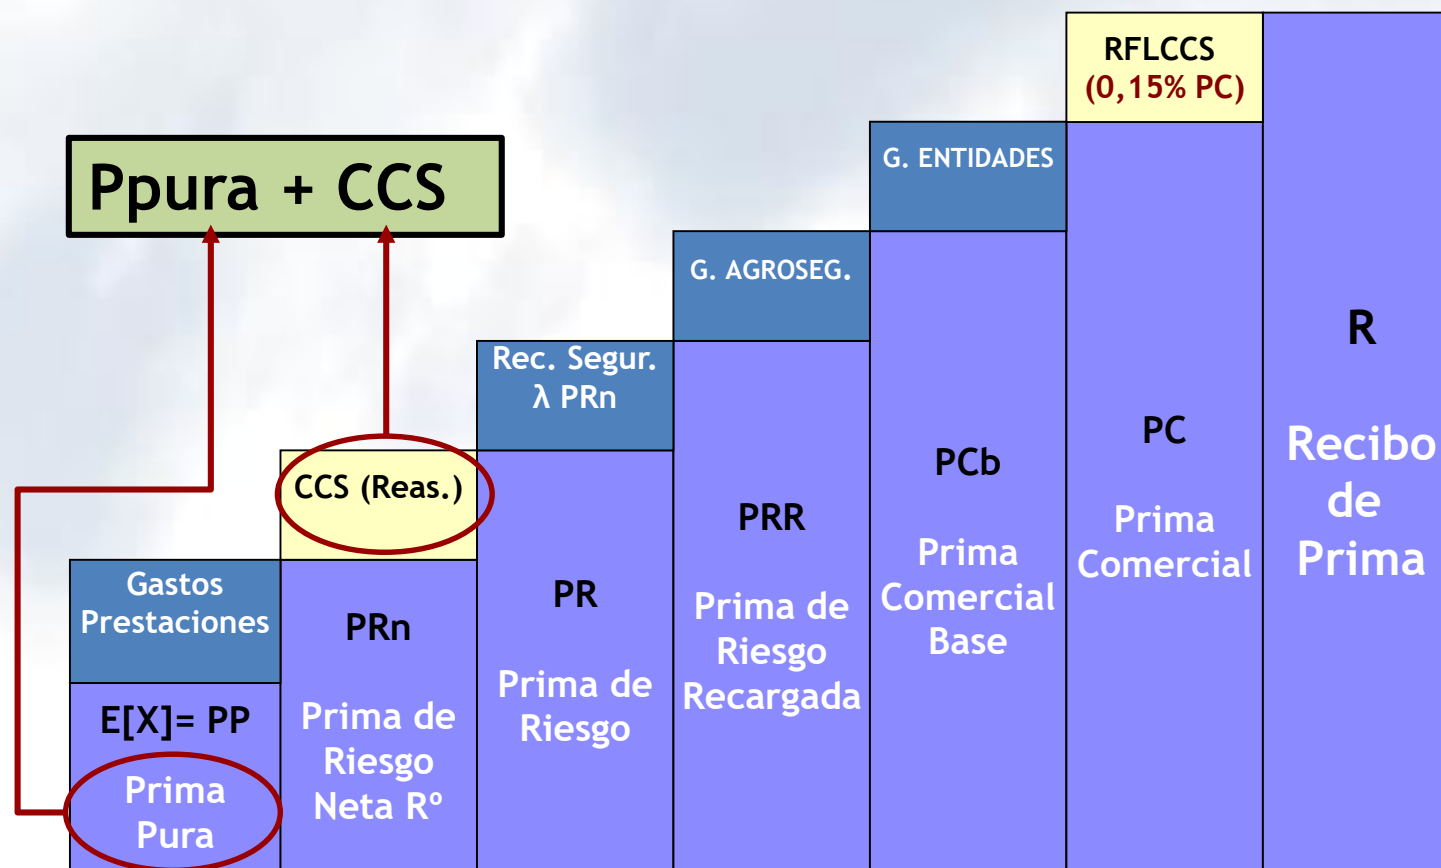 Ppura + CCS
Gastos
Prestaciones
E[X]= PP
Prima
Pura
CCS (Reas.)
PRn
Prima de
Riesgo
Neta Rº
Rec. Segur.
λ PRn
PR
Prima de
Riesgo
G. AGROSEG.
PRR
Prima de
Riesgo
Recargada
G. ENTIDADES
PCb
Prima
Comercial
Base
RFLCCS
(0,15% PC)
PC
Prima
Comercial
R
Recibo
de
Prima